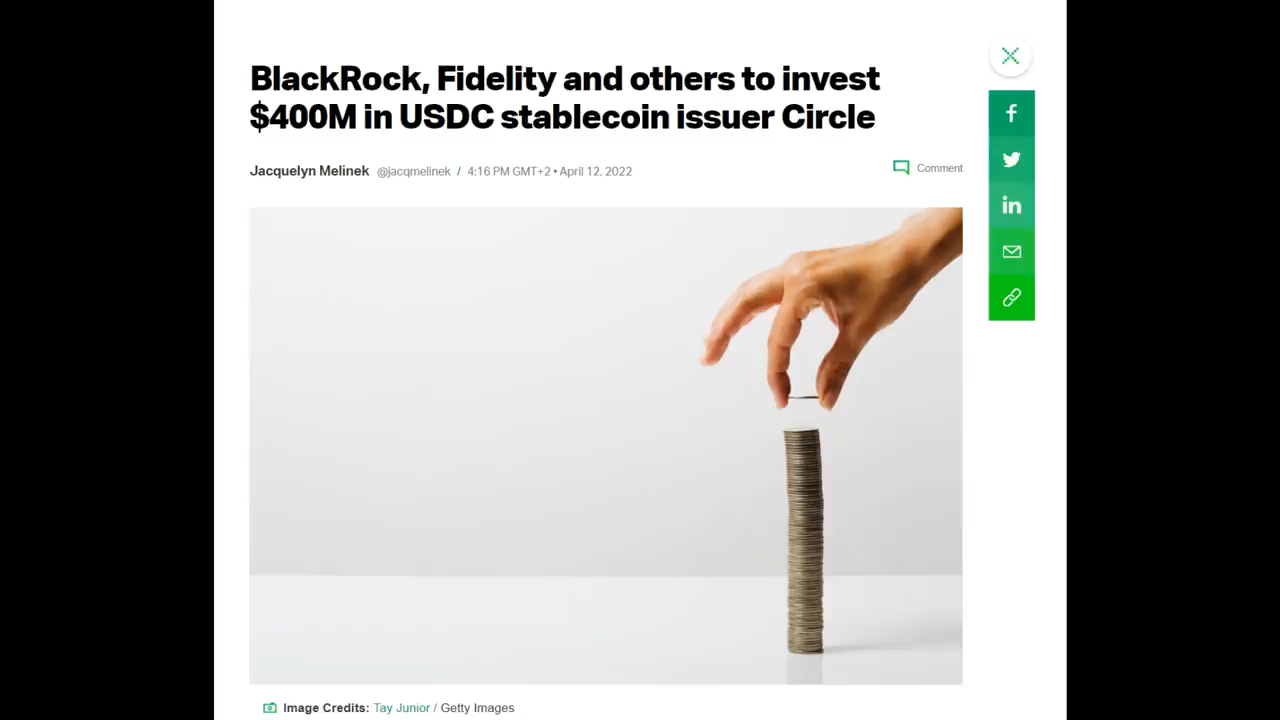 BlackRock, Fidelity and others to invest
$400M in USDC stablecoin issuer Circle
Jacquelyn Melinek @jacqmelinek / 4:16 PM GMT+2 • April 12, 2022
Comment
f
in
Image Credits: Tay Junior / Getty Images